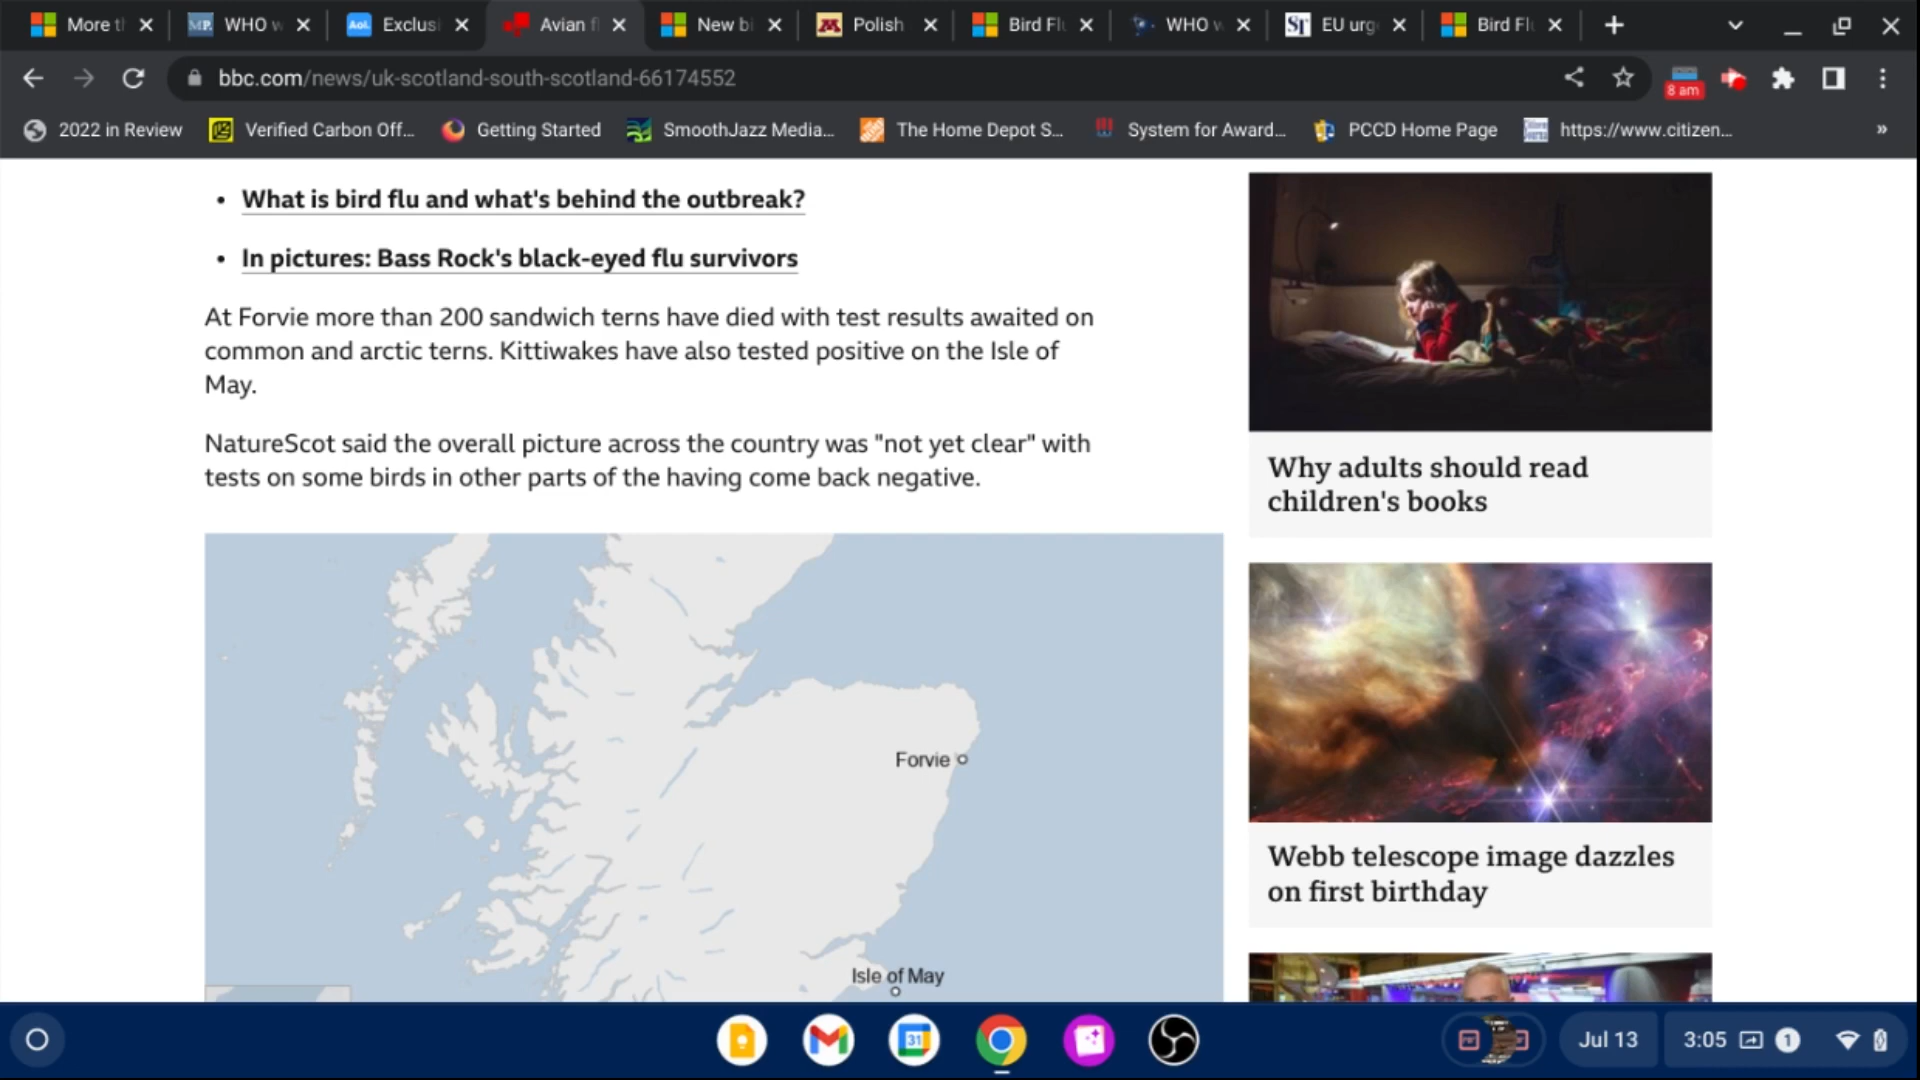 More t
WHO w
Aol.
Exclusi
Avian f
New bi
Polish
Bird Flu
WHO w
EU urg
Bird Flu
bbc.com/news/uk-scotland-south-scotland-66174552
8 am
2022 in Review
Verified Carbon Off...
Getting Started
SmoothJazz Media...
The Home Depot S...
System for Award...
PCCD Home Page
https://www.citizen...
»
• What is bird flu and what's behind the outbreak?
• In pictures: Bass Rock's black-eyed flu survivors
At Forvie more than 200 sandwich terns have died with test results awaited on
common and arctic terns. Kittiwakes have also tested positive on the Isle of
May.
NatureScot said the overall picture across the country was "not yet clear" with
tests on some birds in other parts of the having come back negative.
Forvie
Isle of May
Why adults should read
children's books
Webb telescope image dazzles
on first birthday
31
Jul 13
3:05
1